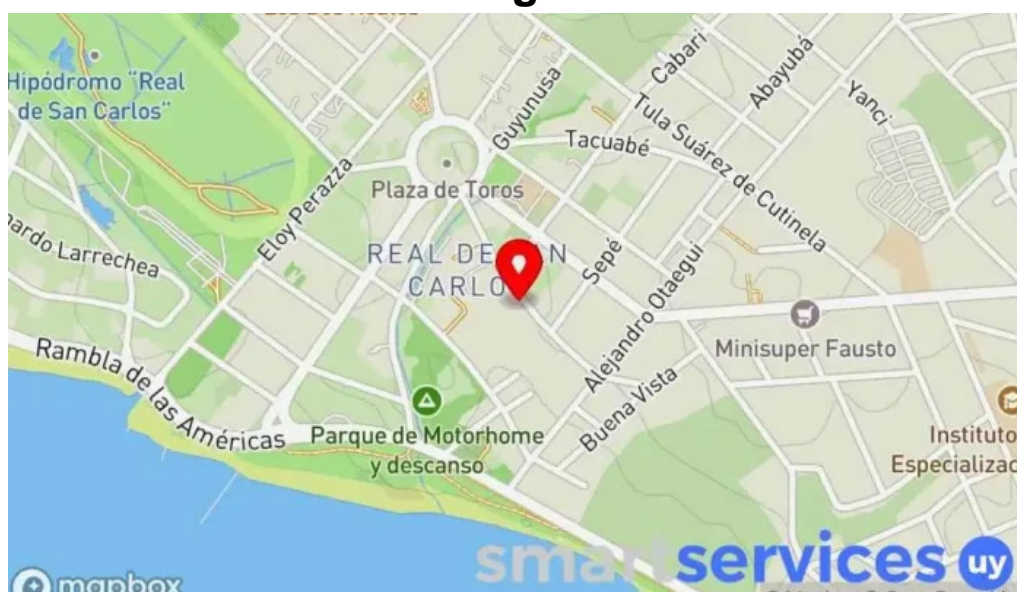 Hipódromo "Real
de San Carlos"
Cabari
Abayubá
Yanci
Guyunusa
Tula Suárez de Cutinela
Tacuabé
Eloy Perazza
Plaza de Toros
ardo Larrechea
REAL DE
CARLO
Sepé
Alejandro Otaegui
Minisuper Fausto
Rambla de las Américas
Buena Vista
Parque de Motorhome
y descanso
Instituto
Especializac
smartservices uy
mapbox